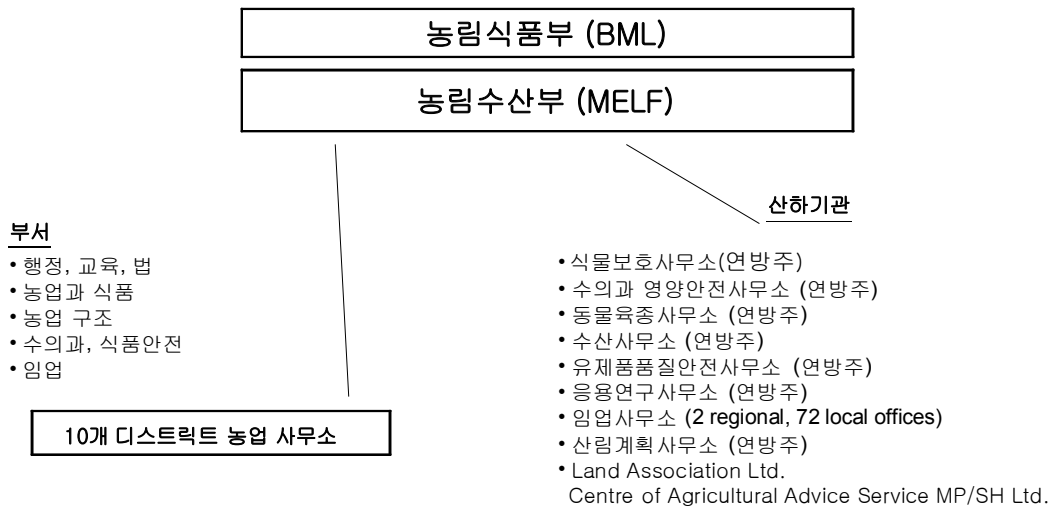 농림식품부 (BML)
농림수산부 (MELF)
부서
• 행정, 교육, 법
• 농업과 식품
• 농업 구조
• 수의과, 식품안전
• 임업
10개 디스트릭트 농업 사무소
산하기관
• 식물보호사무소(연방주)
• 수의과 영양안전사무소 (연방주)
• 동물육종사무소 (연방주)
• 수산사무소 (연방주)
• 유제품품질안전사무소 (연방주)
• 응용연구사무소 (연방주)
• 임업사무소 (2 regional, 72 local offices)
• 산림계획사무소 (연방주)
• Land Association Ltd.
Centre of Agricultural Advice Service MP/SH Ltd.